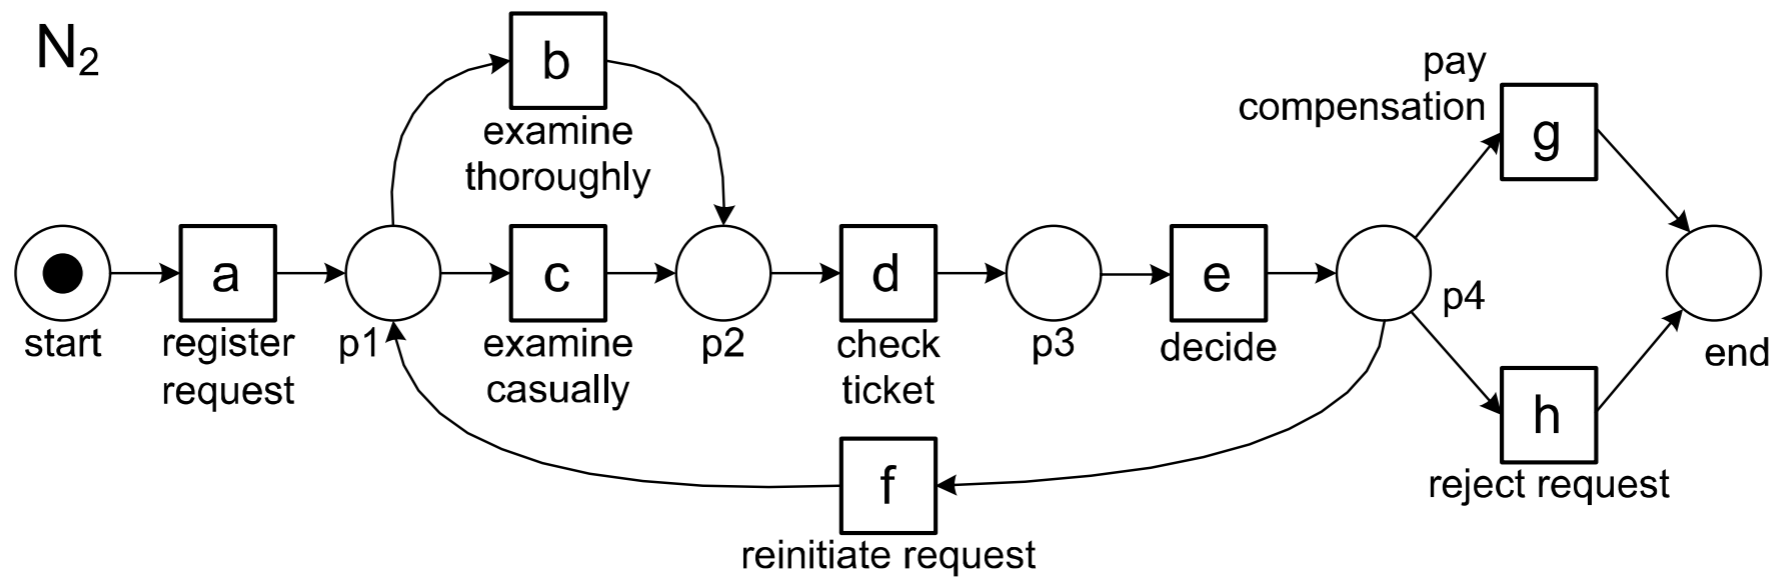 N2
b
examine
thoroughly
pay
compensation
g
a
c
d
e
start
register
request
p1
examine
casually
p2
check
ticket
p3
decide
p4
end
h
reject request
f
reinitiate request